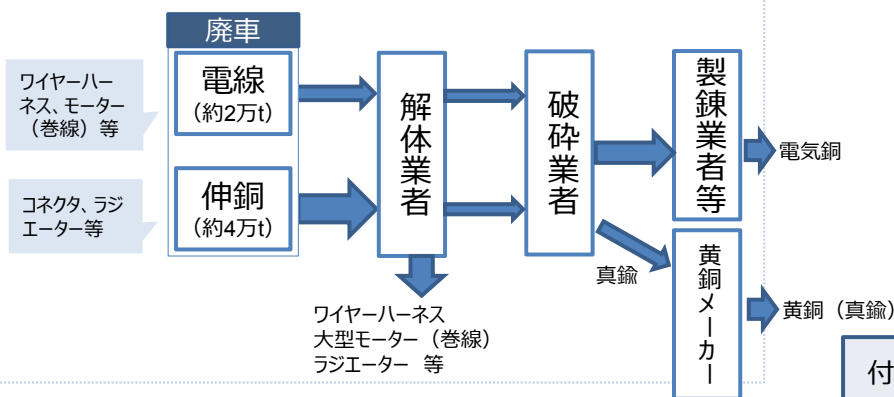 廃車
ワイヤーハー
ネス、モーター
（巻線）等
電線
(約2万t)
コネクタ、ラジ
エーター等
伸銅
(約4万t)
解体業者
破砕業者
製錬業者等
電気銅
真鍮
黄銅メーカー
黄銅（真鍮）
ワイヤーハーネス
大型モーター（巻線）
ラジエーター 等
付